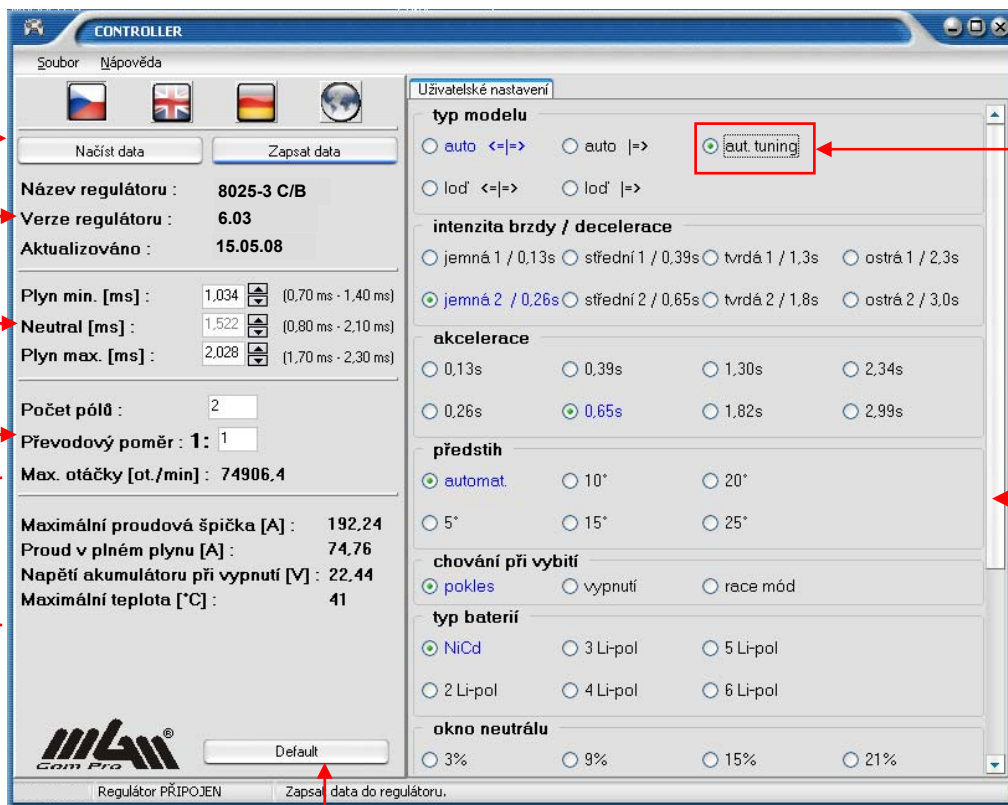 CONTROLLER
Soubor Nápověda
Načíst data Zapsat data
Název regulátoru : 8025-3 C/B
Verze regulátoru : 6.03
Aktualizováno : 15.05.08
Plyn min. [ms] : 1,034 (0,70 ms - 1,40 ms)
Neutral [ms] : 1,522 (0,80 ms - 2,10 ms)
Plyn max. [ms] : 2,028 (1,70 ms - 2,30 ms)
Počet pólů : 2
Převodový poměr : 1: 1
Max. otáčky [ot./min] : 74906,4
Maximální proudová špička [A] : 192,24
Proud v plném plynu [A] : 74,76
Napětí akumulátoru při vypnutí [V] : 22,44
Maximální teplota [°C] : 41
mgm ®
Com Pro
Default
Uživatelské nastavení
typ modelu
auto <=|=> auto |=> aut. tuning
loď <=|=> loď |=>
intenzita brzdy / decelerace
jemná 1 / 0,13s střední 1 / 0,39s tvrdá 1 / 1,3s ostrá 1 / 2,3s
jemná 2 / 0,26s střední 2 / 0,65s tvrdá 2 / 1,8s ostrá 2 / 3,0s
akcelerace
0,13s 0,39s 1,30s 2,34s
0,26s 0,65s 1,82s 2,99s
předstih
automat. 10° 20°
5° 15° 25°
chování při vybití
pokles vypnutí race mód
typ baterií
NiCd 3 Li-pol 5 Li-pol
2 Li-pol 4 Li-pol 6 Li-pol
okno neutrálu
3% 9% 15% 21%
Regulátor PŘIPOJEN Zapsat data do regulátoru.